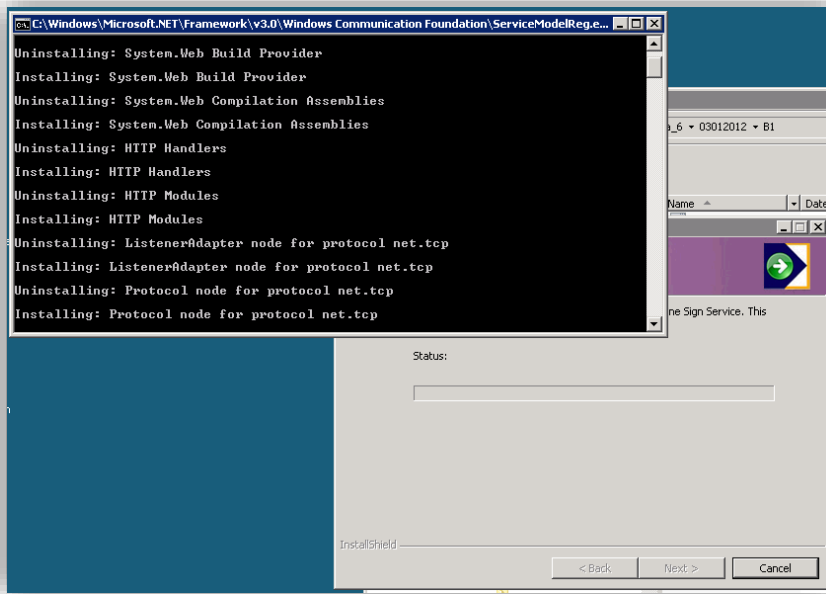 C:\Windows\Microsoft.NET\Framework\v3.0\Windows Communication Foundation\ServiceModelReg.e...
Uninstalling: System.Web Build Provider
Installing: System.Web Build Provider
Uninstalling: System.Web Compilation Assemblies
Installing: System.Web Compilation Assemblies
Uninstalling: HTTP Handlers
Installing: HTTP Handlers
Uninstalling: HTTP Modules
Installing: HTTP Modules
Uninstalling: ListenerAdapter node for protocol net.tcp
Installing: ListenerAdapter node for protocol net.tcp
Uninstalling: Protocol node for protocol net.tcp
Installing: Protocol node for protocol net.tcp
_6 03012012 B1
Name Date
ne Sign Service. This
Status:
InstallShield
< Back Next > Cancel